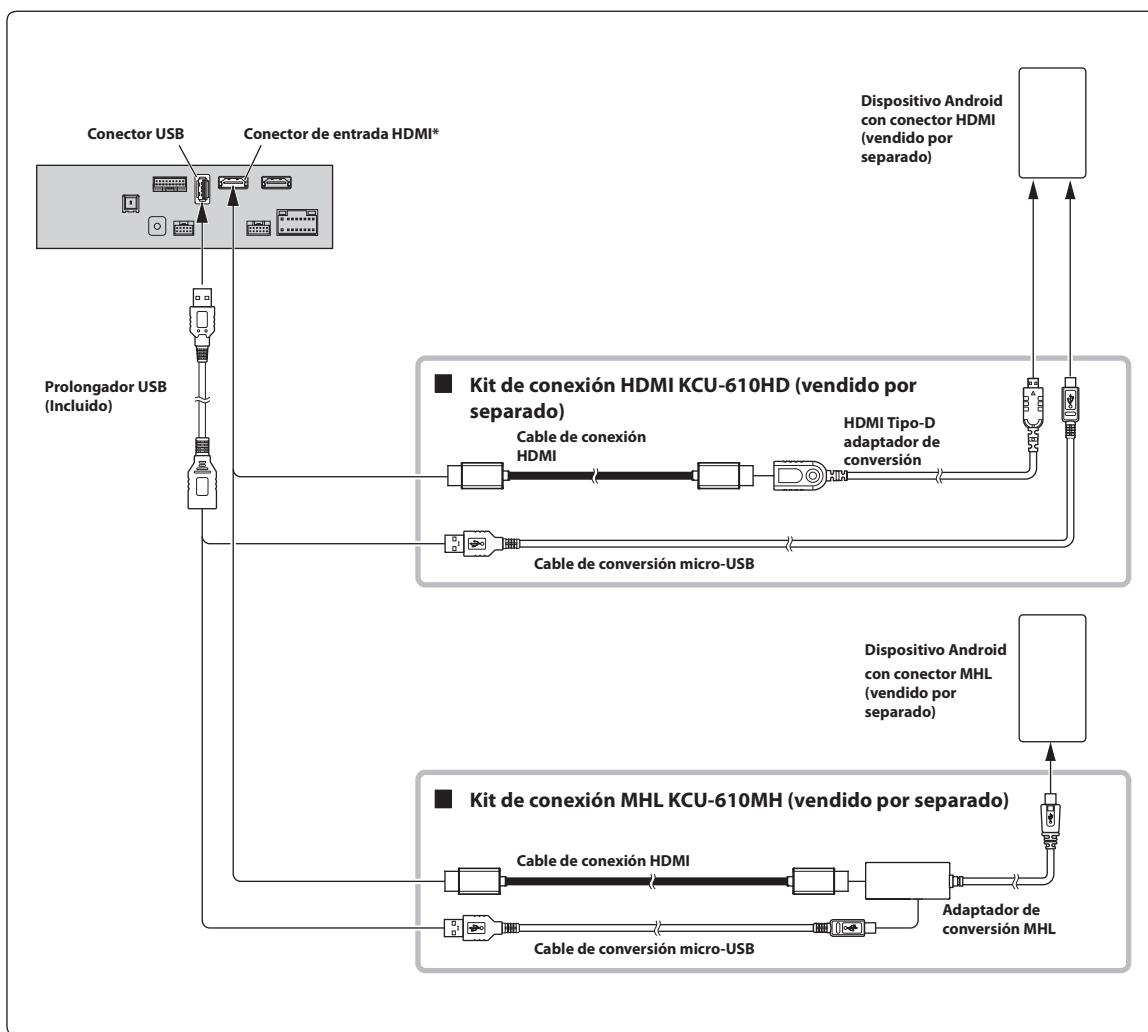 Conector USB
Conector de entrada HDMI*
Dispositivo Android
con conector HDMI
(vendido por
separado)
Prolongador USB
(Incluido)
Kit de conexión HDMI KCU-610HD (vendido por
separado)
Cable de conexión
HDMI
HDMI Tipo-D
adaptador de
conversión
Cable de conversión micro-USB
Dispositivo Android
con conector MHL
(vendido por
separado)
Kit de conexión MHL KCU-610MH (vendido por separado)
Cable de conexión HDMI
Adaptador de
conversión MHL
Cable de conversión micro-USB